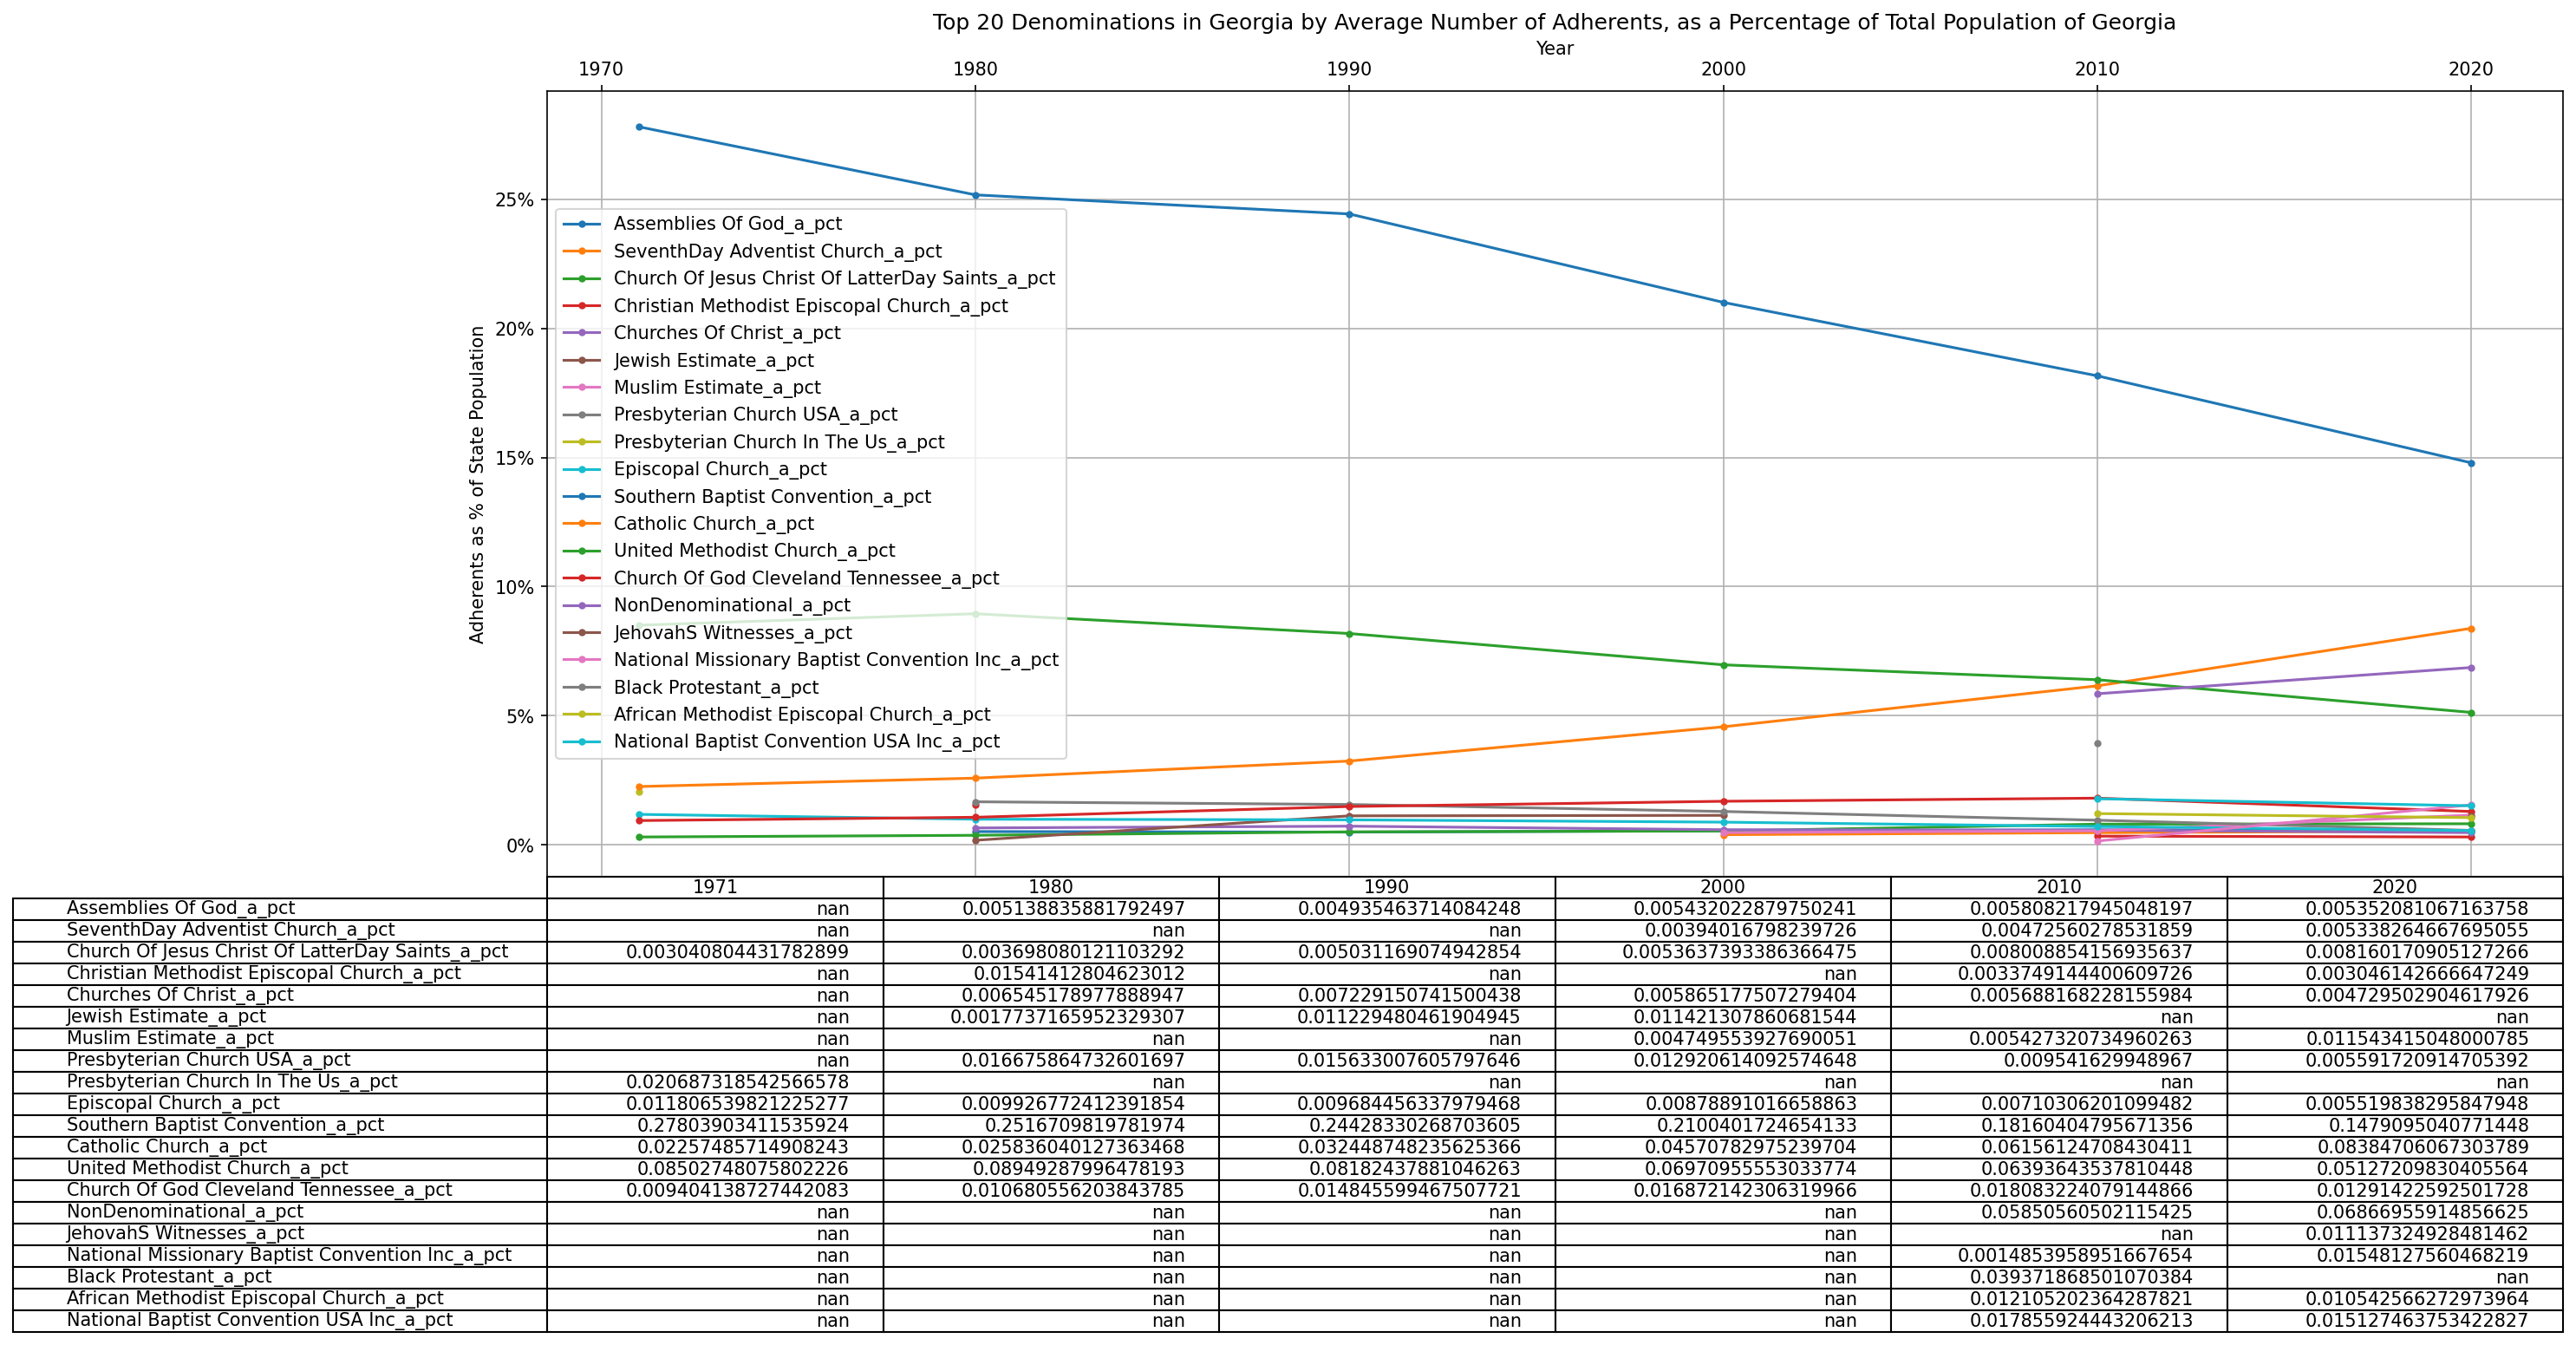 Top 20 Denominations in Georgia by Average Number of Adherents, as a Percentage of Total Population of Georgia
Year
1970 1980 1990 2000 2010 2020
Adherents as % of State Population
25%
20%
15%
10%
5%
0%
Assemblies Of God_a_pct
SeventhDay Adventist Church_a_pct
Church Of Jesus Christ Of LatterDay Saints_a_pct
Christian Methodist Episcopal Church_a_pct
Churches Of Christ_a_pct
Jewish Estimate_a_pct
Muslim Estimate_a_pct
Presbyterian Church USA_a_pct
Presbyterian Church In The Us_a_pct
Episcopal Church_a_pct
Southern Baptist Convention_a_pct
Catholic Church_a_pct
United Methodist Church_a_pct
Church Of God Cleveland Tennessee_a_pct
NonDenominational_a_pct
JehovahS Witnesses_a_pct
National Missionary Baptist Convention Inc_a_pct
Black Protestant_a_pct
African Methodist Episcopal Church_a_pct
National Baptist Convention USA Inc_a_pct
1971 1980 1990 2000 2010 2020
Assemblies Of God_a_pct nan 0.005138835881792497 0.004935463714084248 0.005432022879750241 0.005808217945048197 0.005352081067163758
SeventhDay Adventist Church_a_pct nan nan nan 0.00394016798239726 0.00472560278531859 0.005338264667695055
Church Of Jesus Christ Of LatterDay Saints_a_pct 0.003040804431782899 0.003698080121103292 0.005031169074942854 0.0053637393386366475 0.008008854156935637 0.008160170905127266
Christian Methodist Episcopal Church_a_pct nan 0.01541412804623012 nan nan 0.0033749144400609726 0.003046142666647249
Churches Of Christ_a_pct nan 0.006545178977888947 0.007229150741500438 0.005865177507279404 0.005688168228155984 0.004729502904617926
Jewish Estimate_a_pct nan 0.0017737165952329307 0.011229480461904945 0.011421307860681544 nan nan
Muslim Estimate_a_pct nan nan nan 0.004749553927690051 0.005427320734960263 0.011543415048000785
Presbyterian Church USA_a_pct nan 0.016675864732601697 0.015633007605797646 0.012920614092574648 0.009541629948967 0.005591720914705392
Presbyterian Church In The Us_a_pct 0.020687318542566578 nan nan nan nan nan
Episcopal Church_a_pct 0.011806539821225277 0.009926772412391854 0.009684456337979468 0.00878891016658863 0.00710306201099482 0.005519838295847948
Southern Baptist Convention_a_pct 0.27803903411535924 0.2516709819781974 0.24428330268703605 0.2100401724654133 0.18160404795671356 0.1479095040771448
Catholic Church_a_pct 0.02257485714908243 0.025836040127363468 0.032448748235625366 0.04570782975239704 0.06156124708430411 0.08384706067303789
United Methodist Church_a_pct 0.08502748075802226 0.08949287996478193 0.08182437881046263 0.06970955553033774 0.06393643537810448 0.05127209830405564
Church Of God Cleveland Tennessee_a_pct 0.009404138727442083 0.010680556203843785 0.014845599467507721 0.016872142306319966 0.018083224079144866 0.01291422592501728
NonDenominational_a_pct nan nan nan nan 0.05850560502115425 0.06866955914856625
JehovahS Witnesses_a_pct nan nan nan nan nan 0.011137324928481462
National Missionary Baptist Convention Inc_a_pct nan nan nan nan 0.0014853958951667654 0.01548127560468219
Black Protestant_a_pct nan nan nan nan 0.039371868501070384 nan
African Methodist Episcopal Church_a_pct nan nan nan nan 0.012105202364287821 0.010542566272973964
National Baptist Convention USA Inc_a_pct nan nan nan nan 0.017855924443206213 0.015127463753422827